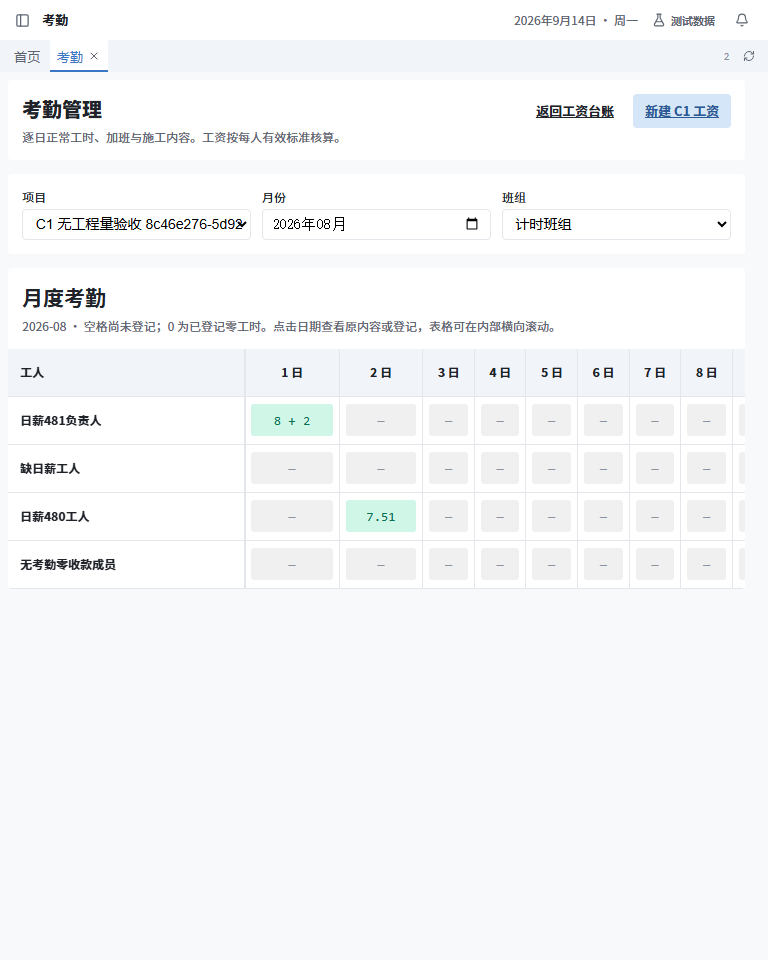 考勤
2026年9月14日 · 周一
测试数据
首页
考勤
2
考勤管理
逐日正常工时、加班与施工内容。工资按每人有效标准核算。
返回工资台账
新建 C1 工资
项目
月份
班组
C1 无工程量验收 8c46e276-5d92
2026年08月
计时班组
月度考勤
2026-08 · 空格尚未登记；0 为已登记零工时。点击日期查看原内容或登记，表格可在内部横向滚动。
工人 1 日 2 日 3 日 4 日 5 日 6 日 7 日 8 日
日薪481负责人 8 + 2 — — — — — — —
缺日薪工人 — — — — — — — —
日薪480工人 — 7.51 — — — — — —
无考勤零收款成员 — — — — — — — —